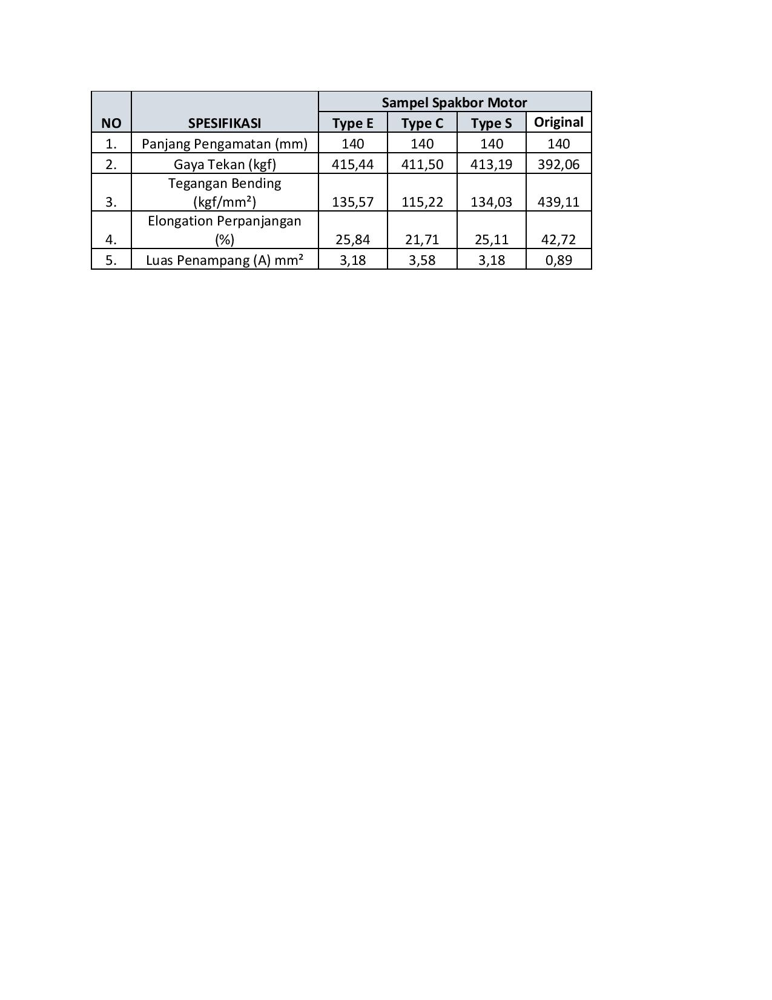 Sampel Spakbor Motor
NO SPESIFIKASI Type E Type C Type S Original
1. Panjang Pengamatan (mm) 140 140 140 140
2. Gaya Tekan (kgf) 415,44 411,50 413,19 392,06
Tegangan Bending
3. (kgf/mm²) 135,57 115,22 134,03 439,11
Elongation Perpanjangan
4. (%) 25,84 21,71 25,11 42,72
5. Luas Penampang (A) mm² 3,18 3,58 3,18 0,89